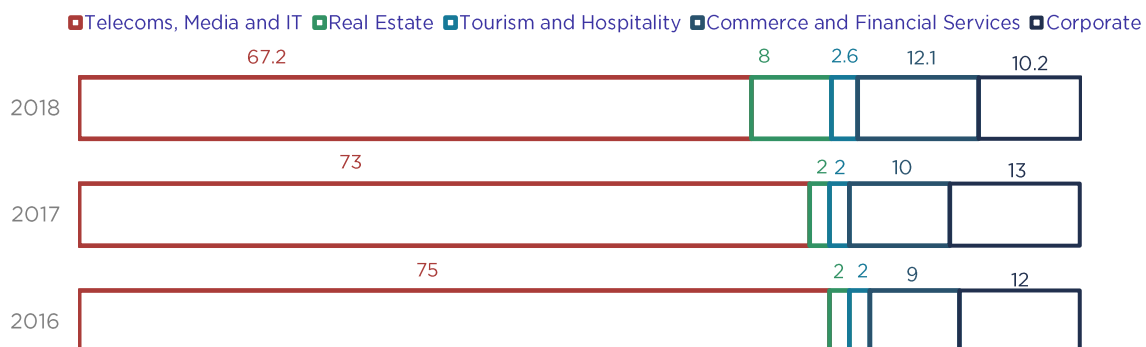 Telecoms, Media and IT Real Estate Tourism and Hospitality Commerce and Financial Services Corporate
67.2 8 2.6 12.1 10.2
2018
73 2 2 10 13
2017
75 2 2 9 12
2016